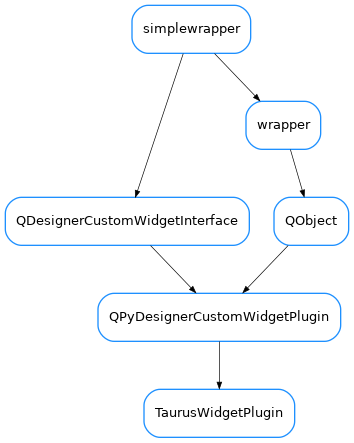 simplewrapper
wrapper
QDesignerCustomWidgetInterface
QObject
QPyDesignerCustomWidgetPlugin
TaurusWidgetPlugin